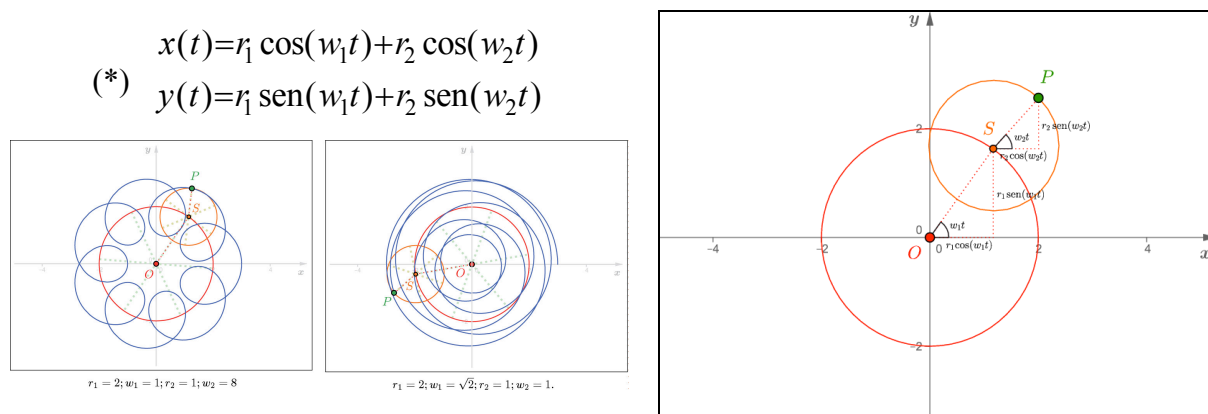 x(t)=r₁ cos(w₁t)+r₂ cos(w₂t)
(*)
y(t)=r₁ sen(w₁t)+r₂ sen(w₂t)
y
P
S
O
x
r₁ = 2; w₁ = 1; r₂ = 1; w₂ = 8
y
S
O
x
P
r₁ = 2; w₁ = √2; r₂ = 1; w₂ = 1.
y
P
2
S
w₂t
r₂ sen(w₂t)
r₂ cos(w₂t)
r₁ sen(w₁t)
w₁t
0
O
0
r₁ cos(w₁t)
-4
-2
2
4
x
-2